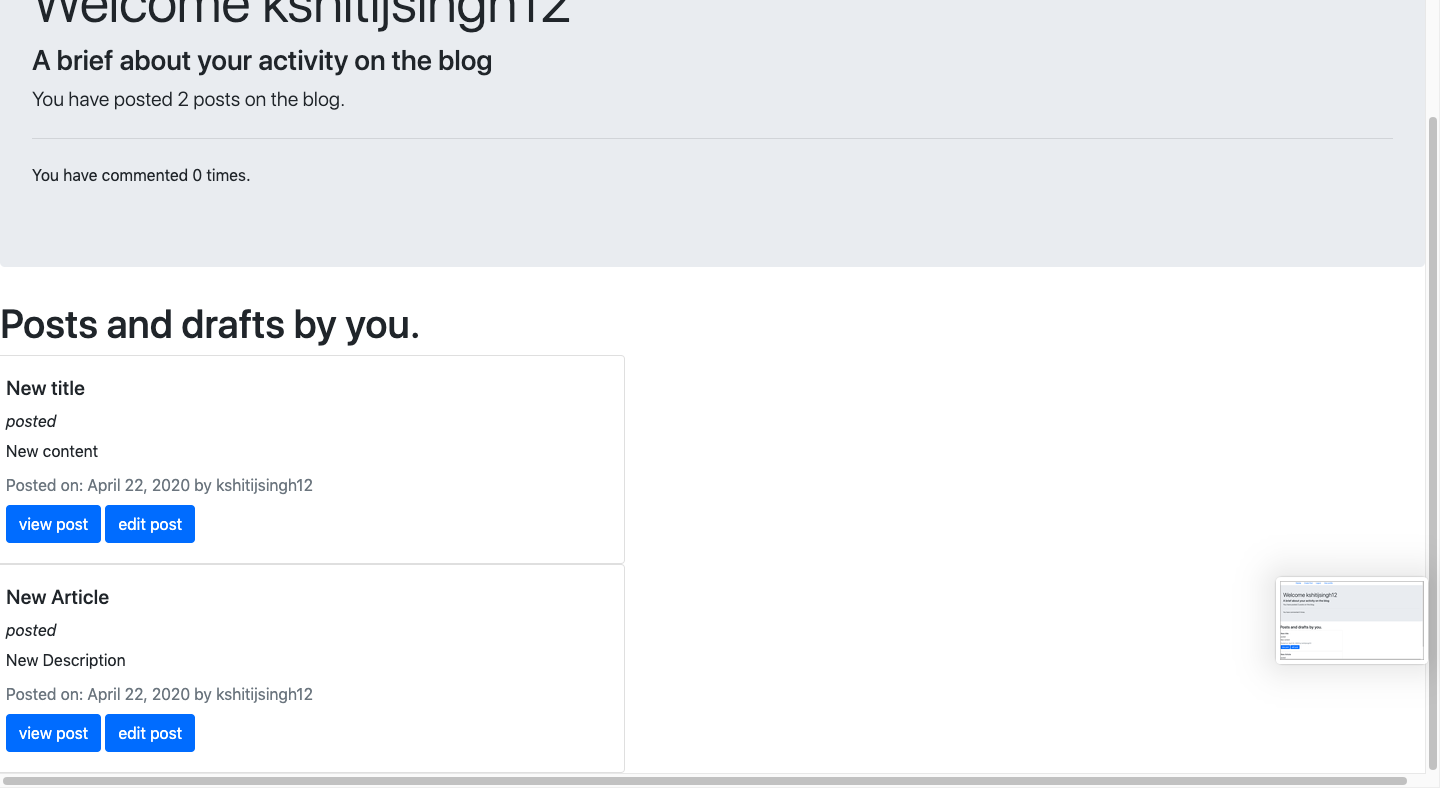 Welcome kshitijsingh12
A brief about your activity on the blog
You have posted 2 posts on the blog.
You have commented 0 times.
Posts and drafts by you.
New title
posted
New content
Posted on: April 22, 2020 by kshitijsingh12
view post edit post
New Article
posted
New Description
Posted on: April 22, 2020 by kshitijsingh12
view post edit post
Welcome kshitijsingh12
A brief about your activity on the blog
Posts and drafts by you.